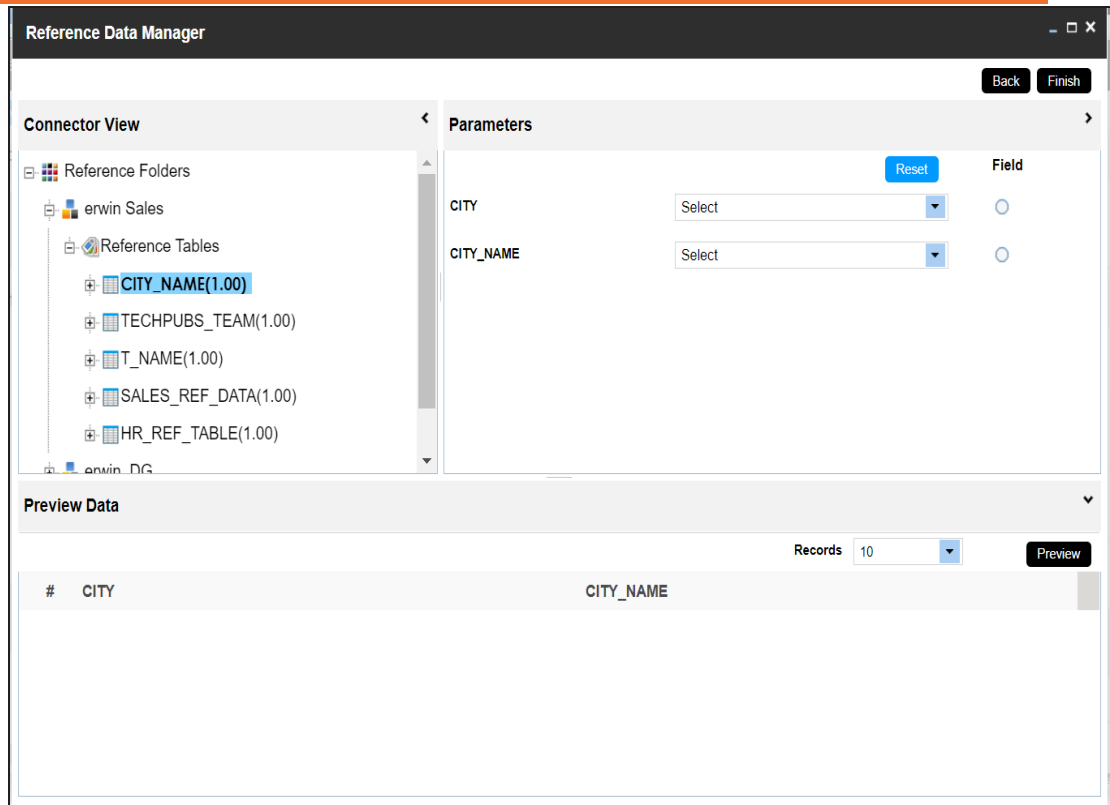 Reference Data Manager
Back Finish
Connector View
Parameters
Reference Folders
erwin Sales
Reference Tables
CITY_NAME(1.00)
TECHPUBS_TEAM(1.00)
T_NAME(1.00)
SALES_REF_DATA(1.00)
HR_REF_TABLE(1.00)
erwin DG
Reset Field
CITY Select
CITY_NAME Select
Preview Data
Records 10 Preview
# CITY CITY_NAME